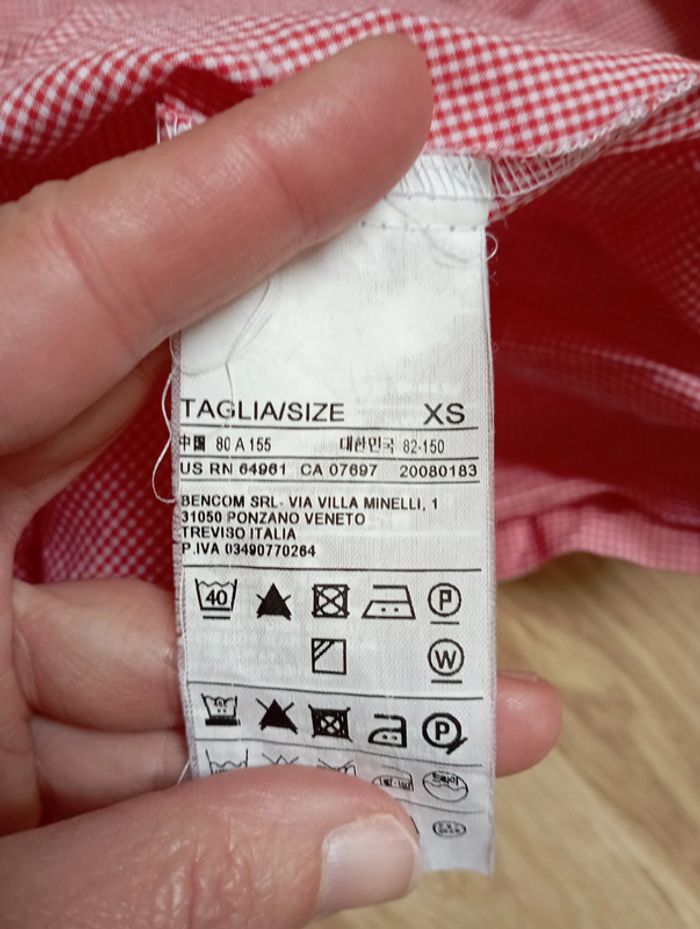 TAGLIA/SIZE XS
中国 80 A 155 대한민국 82-150
US RN 64961 CA 07697 20080183
BENCOM SRL- VIA VILLA MINELLI, 1
31050 PONZANO VENETO
TREVISO ITALIA
P.IVA 03490770264
40 P
W
P